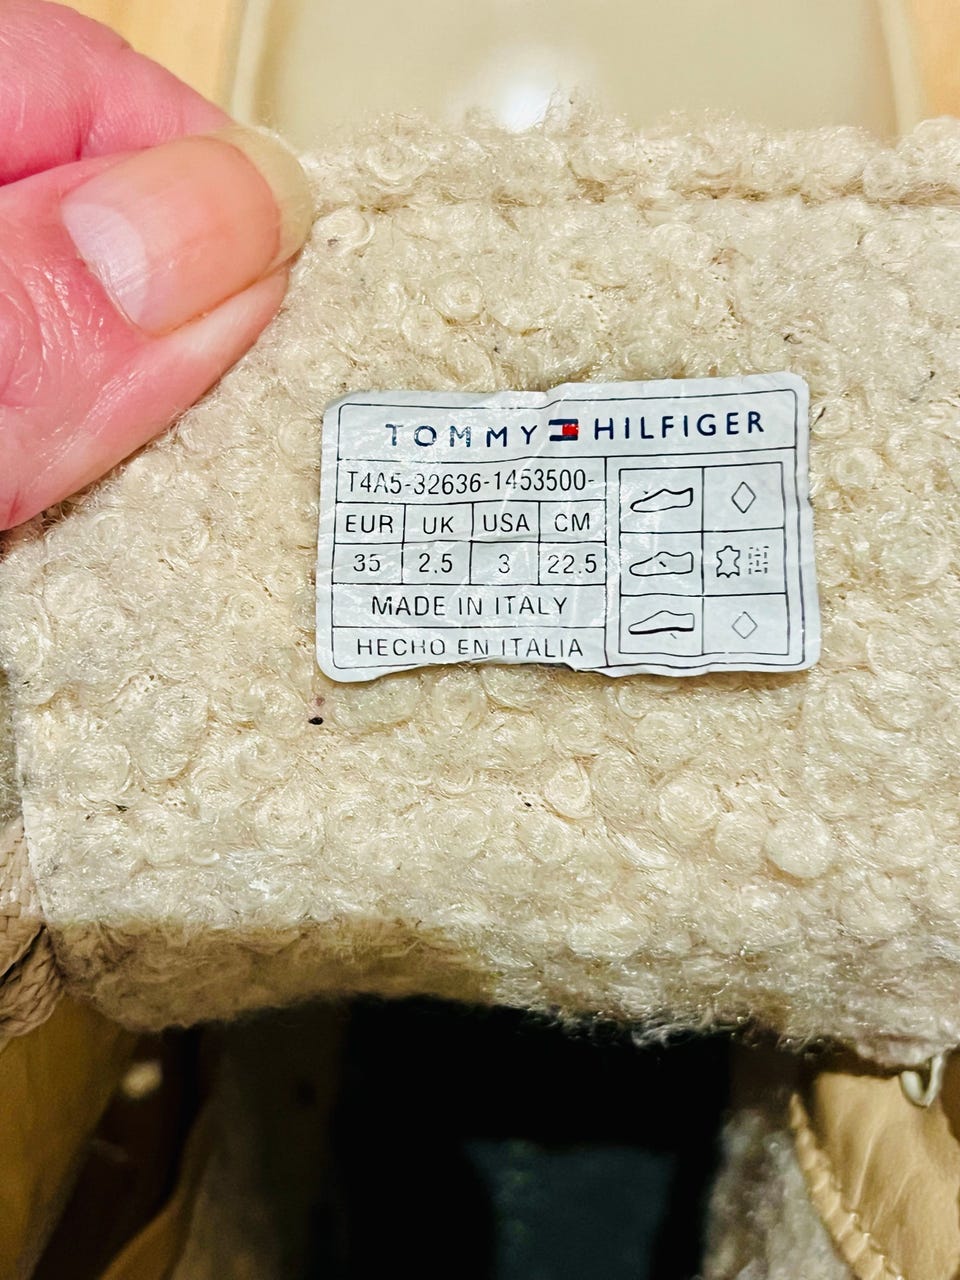 TOMMY HILFIGER
T4A5-32636-1453500-
EUR UK USA CM
35 2.5 3 22.5
MADE IN ITALY
HECHO EN ITALIA